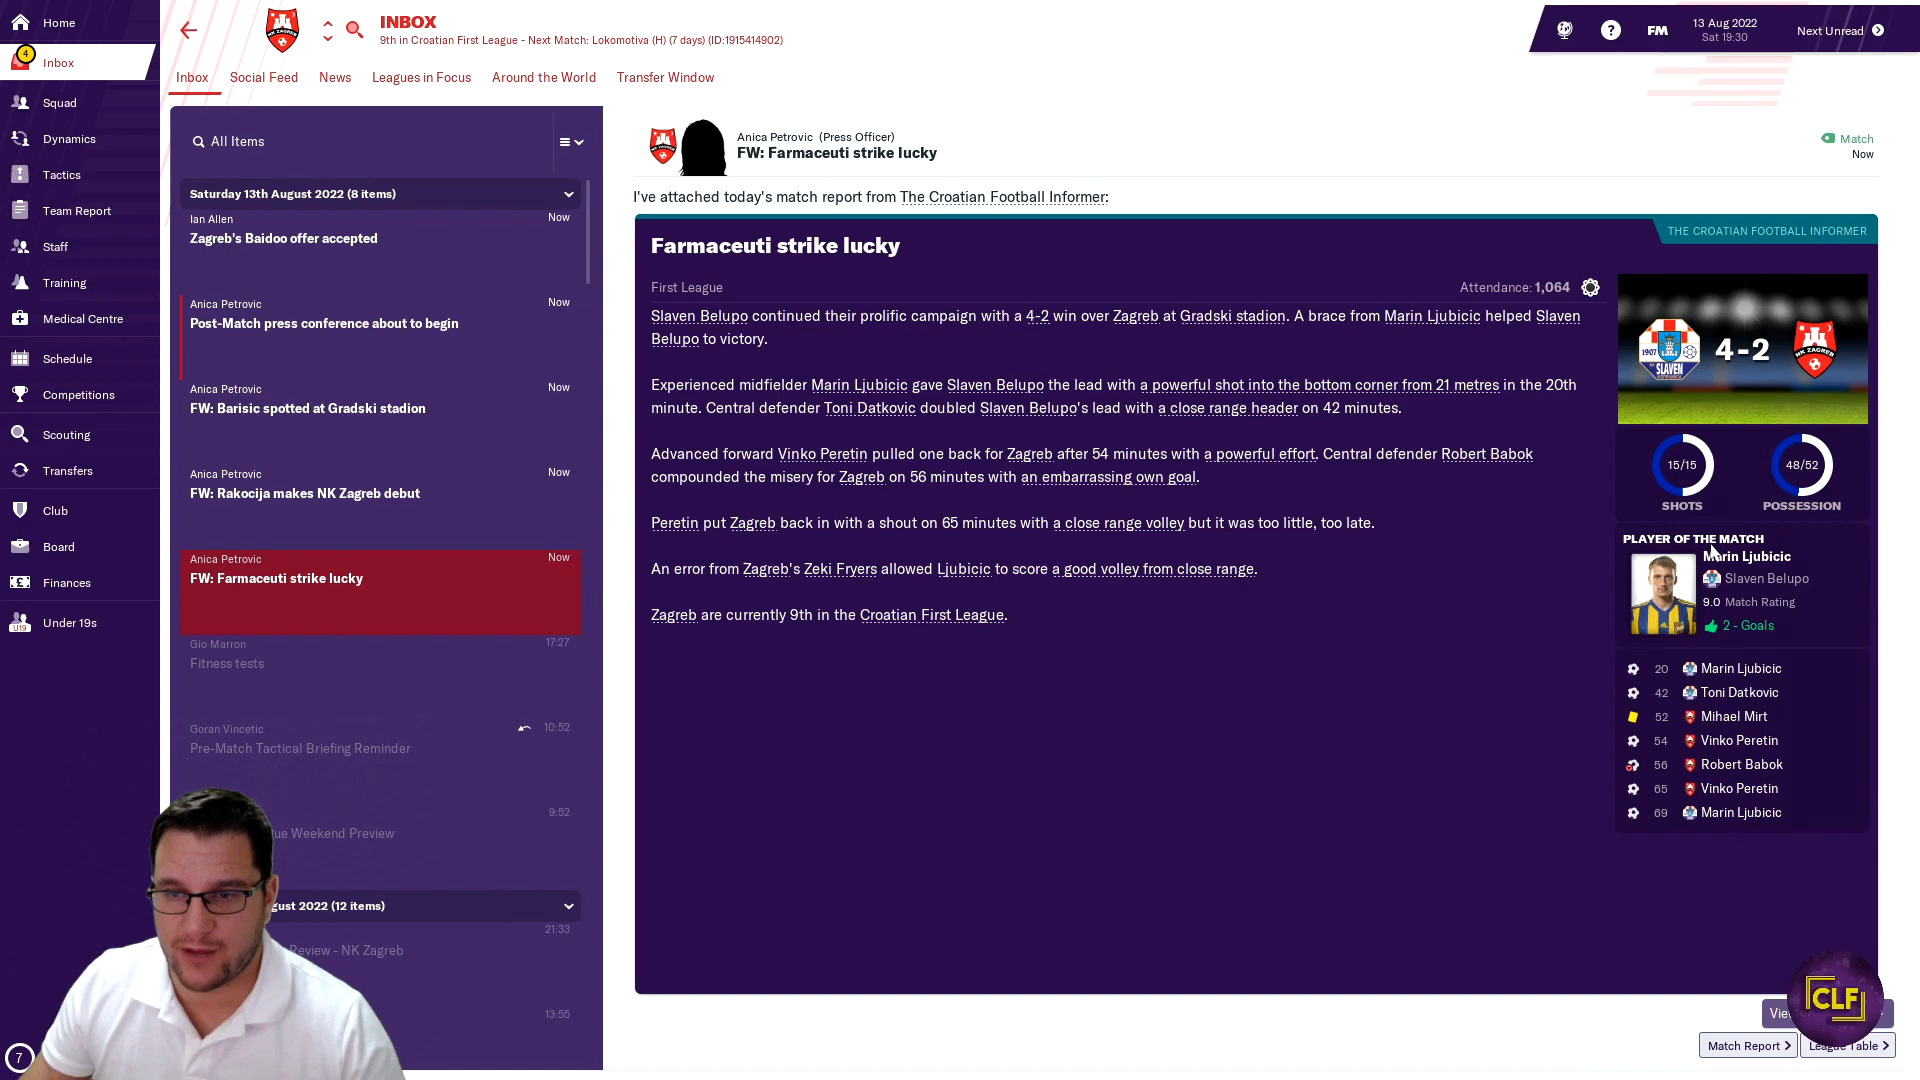 Home
4
Inbox
Squad
Dynamics
Tactics
Team Report
Staff
Training
Medical Centre
Schedule
Competitions
Scouting
Transfers
Club
Board
Finances
U19
Under 19s
7
NK ZAGREB
INBOX
9th in Croatian First League - Next Match: Lokomotiva (H) (7 days) (ID:1915414902)
? FM
13 Aug 2022
Sat 19:30
Next Unread
Inbox Social Feed News Leagues in Focus Around the World Transfer Window
All Items
Saturday 13th August 2022 (8 items)
Ian Allen Now
Zagreb's Baidoo offer accepted
Anica Petrovic Now
Post-Match press conference about to begin
Anica Petrovic Now
FW: Barisic spotted at Gradski stadion
Anica Petrovic Now
FW: Rakocija makes NK Zagreb debut
Anica Petrovic Now
FW: Farmaceuti strike lucky
Gio Marron 17:27
Fitness tests
Goran Vincetic 10:52
Pre-Match Tactical Briefing Reminder
9:52
ue Weekend Preview
gust 2022 (12 items)
21:33
Review - NK Zagreb
13:55
Anica Petrovic (Press Officer)
FW: Farmaceuti strike lucky
Match
Now
I've attached today's match report from The Croatian Football Informer:
THE CROATIAN FOOTBALL INFORMER
Farmaceuti strike lucky
First League Attendance: 1,064
Slaven Belupo continued their prolific campaign with a 4-2 win over Zagreb at Gradski stadion. A brace from Marin Ljubicic helped Slaven
Belupo to victory.
Experienced midfielder Marin Ljubicic gave Slaven Belupo the lead with a powerful shot into the bottom corner from 21 metres in the 20th
minute. Central defender Toni Datkovic doubled Slaven Belupo's lead with a close range header on 42 minutes.
Advanced forward Vinko Peretin pulled one back for Zagreb after 54 minutes with a powerful effort. Central defender Robert Babok
compounded the misery for Zagreb on 56 minutes with an embarrassing own goal.
Peretin put Zagreb back in with a shout on 65 minutes with a close range volley but it was too little, too late.
An error from Zagreb's Zeki Fryers allowed Ljubicic to score a good volley from close range.
Zagreb are currently 9th in the Croatian First League.
1907
SLAVEN
4-2
NK ZAGREB
15/15 48/52
SHOTS POSSESSION
PLAYER OF THE MATCH
Marin Ljubicic
Slaven Belupo
9.0 Match Rating
2 - Goals
20 Marin Ljubicic
42 Toni Datkovic
52 Mihael Mirt
54 Vinko Peretin
56 Robert Babok
65 Vinko Peretin
69 Marin Ljubicic
CLF
Match Report
League Table